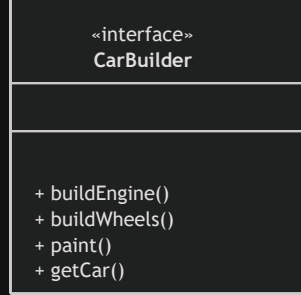 «interface»
CarBuilder
+ buildEngine()
+ buildWheels()
+ paint()
+ getCar()